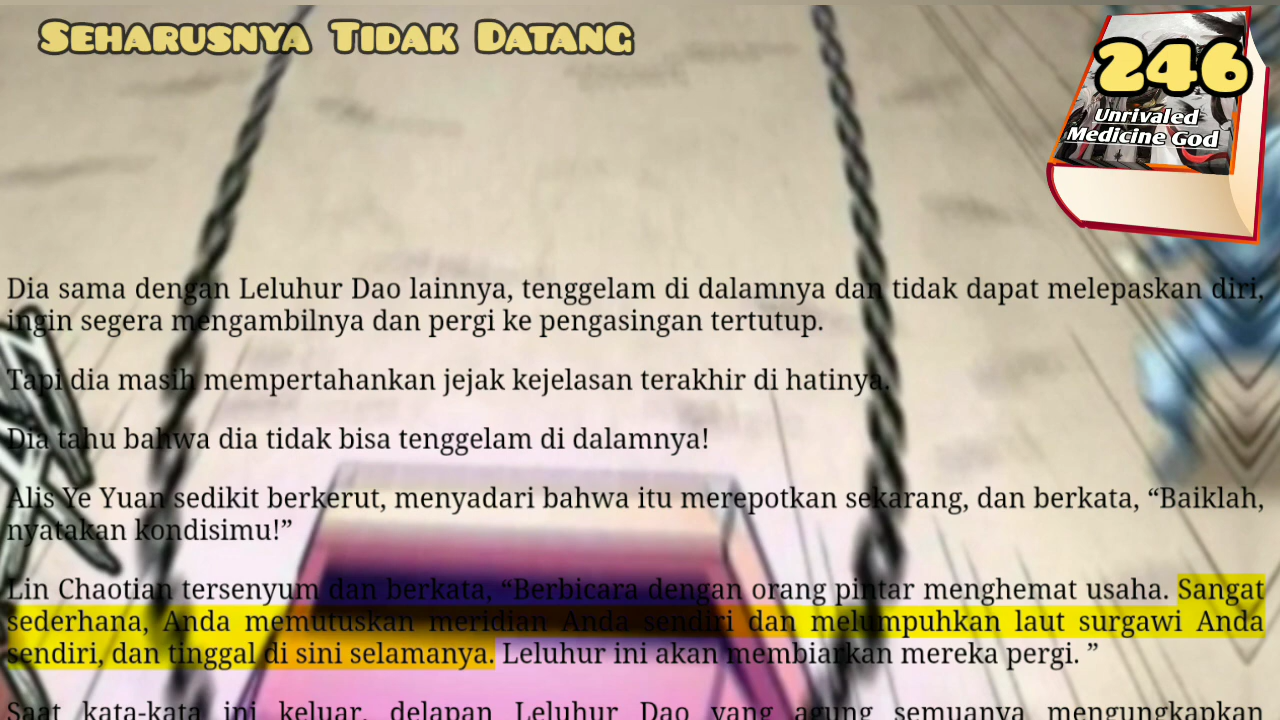 Seharusnya Tidak Datang
246
Unrivaled
Medicine God
Dia sama dengan Leluhur Dao lainnya, tenggelam di dalamnya dan tidak dapat melepaskan diri,
ingin segera mengambilnya dan pergi ke pengasingan tertutup.
Tapi dia masih mempertahankan jejak kejelasan terakhir di hatinya.
Dia tahu bahwa dia tidak bisa tenggelam di dalamnya!
Alis Ye Yuan sedikit berkerut, menyadari bahwa itu merepotkan sekarang, dan berkata, “Baiklah,
nyatakan kondisimu!”
Lin Chaotian tersenyum dan berkata, “Berbicara dengan orang pintar menghemat usaha. Sangat
sederhana, Anda memutuskan meridian Anda sendiri dan melumpuhkan laut surgawi Anda
sendiri, dan tinggal di sini selamanya. Leluhur ini akan membiarkan mereka pergi. ”
Saat kata-kata ini keluar, delapan Leluhur Dao yang agung semuanya mengungkapkan